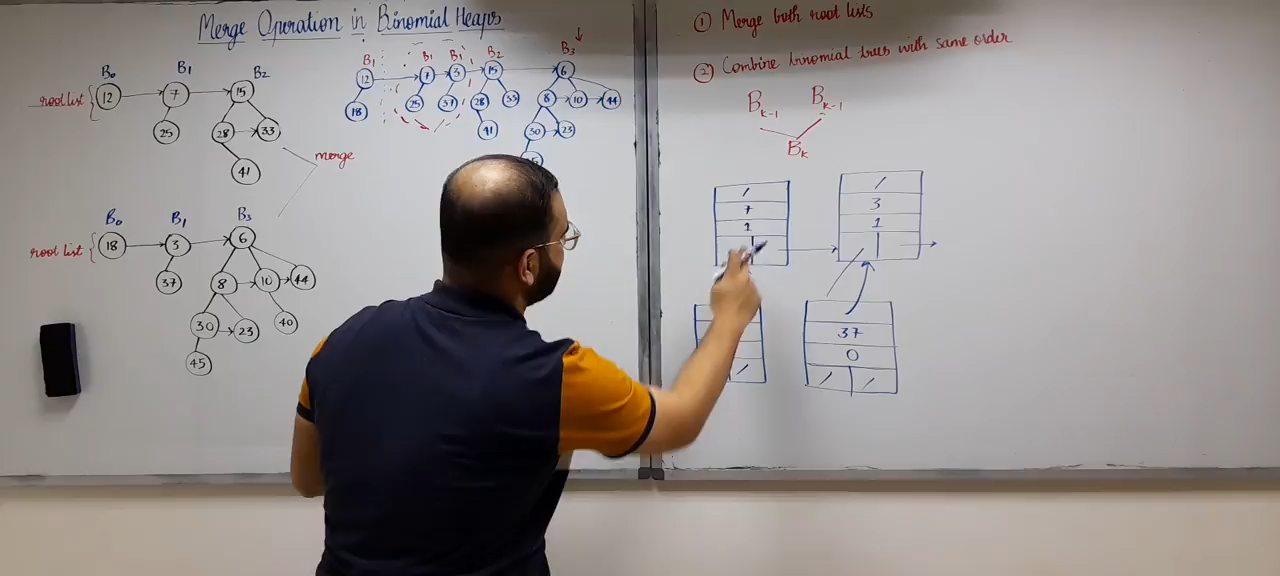 Merge Operation in Binomial Heaps
B0 B1 B2
root list
12 7 15
25 28 33
41
merge
B0 B1 B3
root list
18 3 6
37 8 10 44
30 23 40
45
B1 B1 B1 B2 B3
12 7 3 15 6
18 25 37 28 33 8 10 44
41 30 23
① Merge both root lists
② Combine binomial trees with same order
Bk-1 Bk-1
Bk
7
1
3
1
37
0